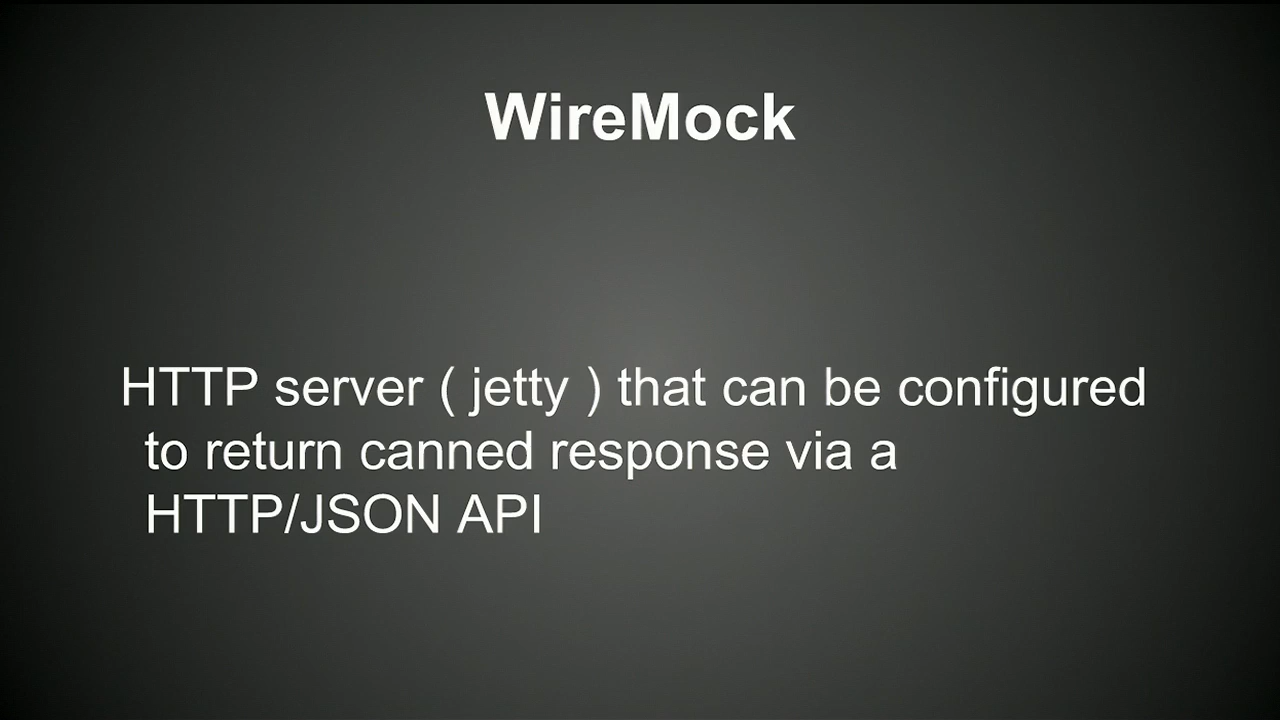 WireMock
HTTP server ( jetty ) that can be configured
to return canned response via a
HTTP/JSON API